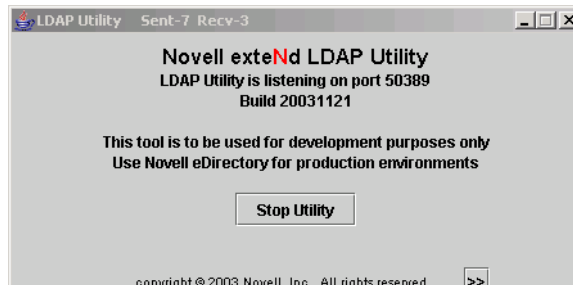 LDAP Utility Sent-7 Recv-3
Novell exteNd LDAP Utility
LDAP Utility is listening on port 50389
Build 20031121
This tool is to be used for development purposes only
Use Novell eDirectory for production environments
Stop Utility
copyright © 2003 Novell, Inc. All rights reserved. >>